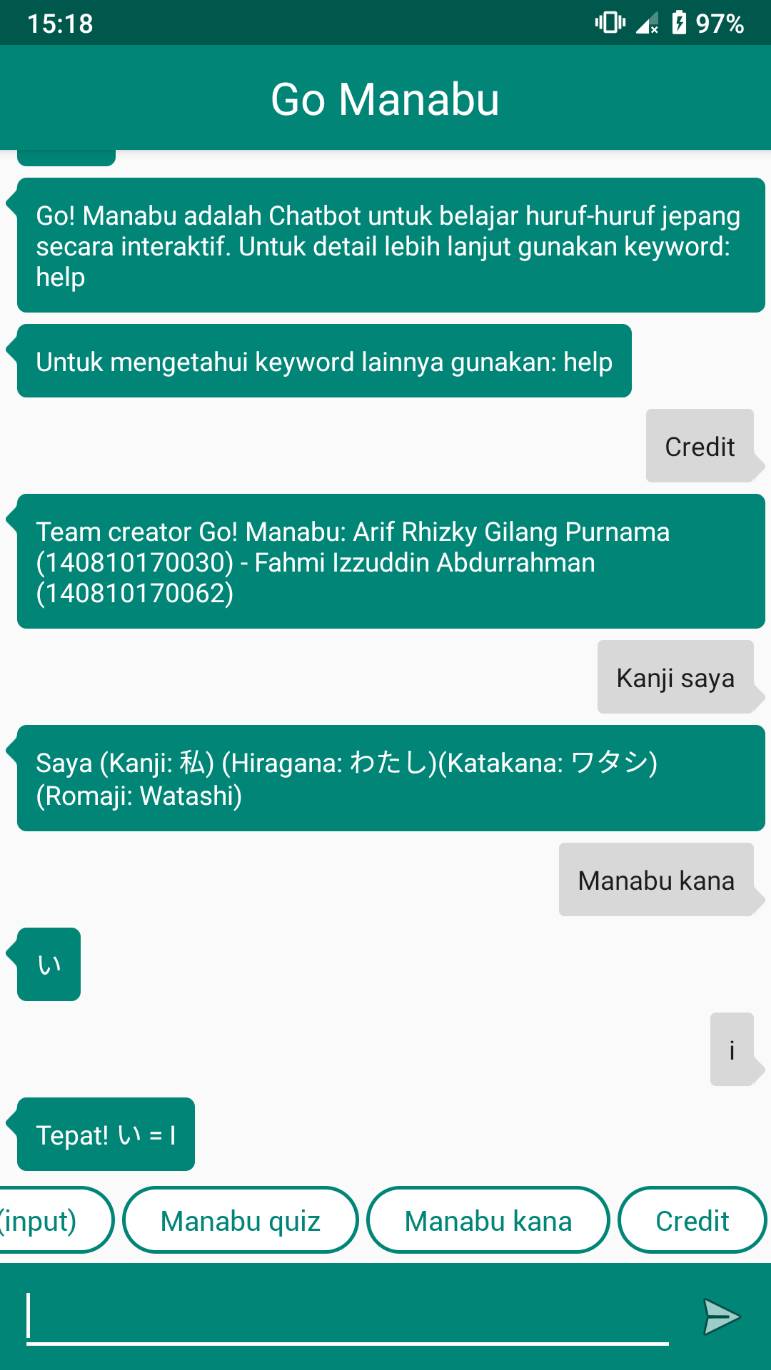 15:18
97%
Go Manabu
Go! Manabu adalah Chatbot untuk belajar huruf-huruf jepang
secara interaktif. Untuk detail lebih lanjut gunakan keyword:
help
Untuk mengetahui keyword lainnya gunakan: help
Credit
Team creator Go! Manabu: Arif Rhizky Gilang Purnama
(140810170030) - Fahmi Izzuddin Abdurrahman
(140810170062)
Kanji saya
Saya (Kanji: 私) (Hiragana: わたし)(Katakana: ワタシ)
(Romaji: Watashi)
Manabu kana
い
i
Tepat! い = I
(input)
Manabu quiz
Manabu kana
Credit